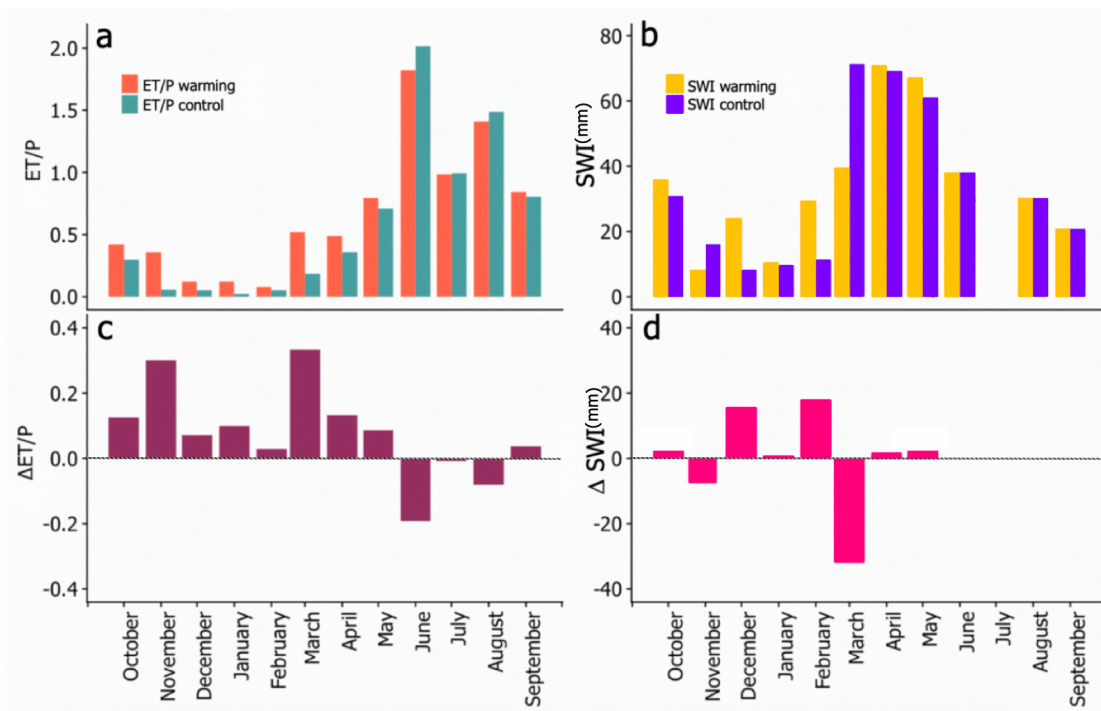 a
2.0
1.5
1.0
0.5
0.0
ET/P
ET/P warming
ET/P control
b
80
60
40
20
0
SWI(mm)
SWI warming
SWI control
c
0.4
0.2
0.0
-0.2
-0.4
ΔET/P
October
November
December
January
February
March
April
May
June
July
August
September
d
40
20
0
-20
-40
Δ SWI(mm)
October
November
December
January
February
March
April
May
June
July
August
September